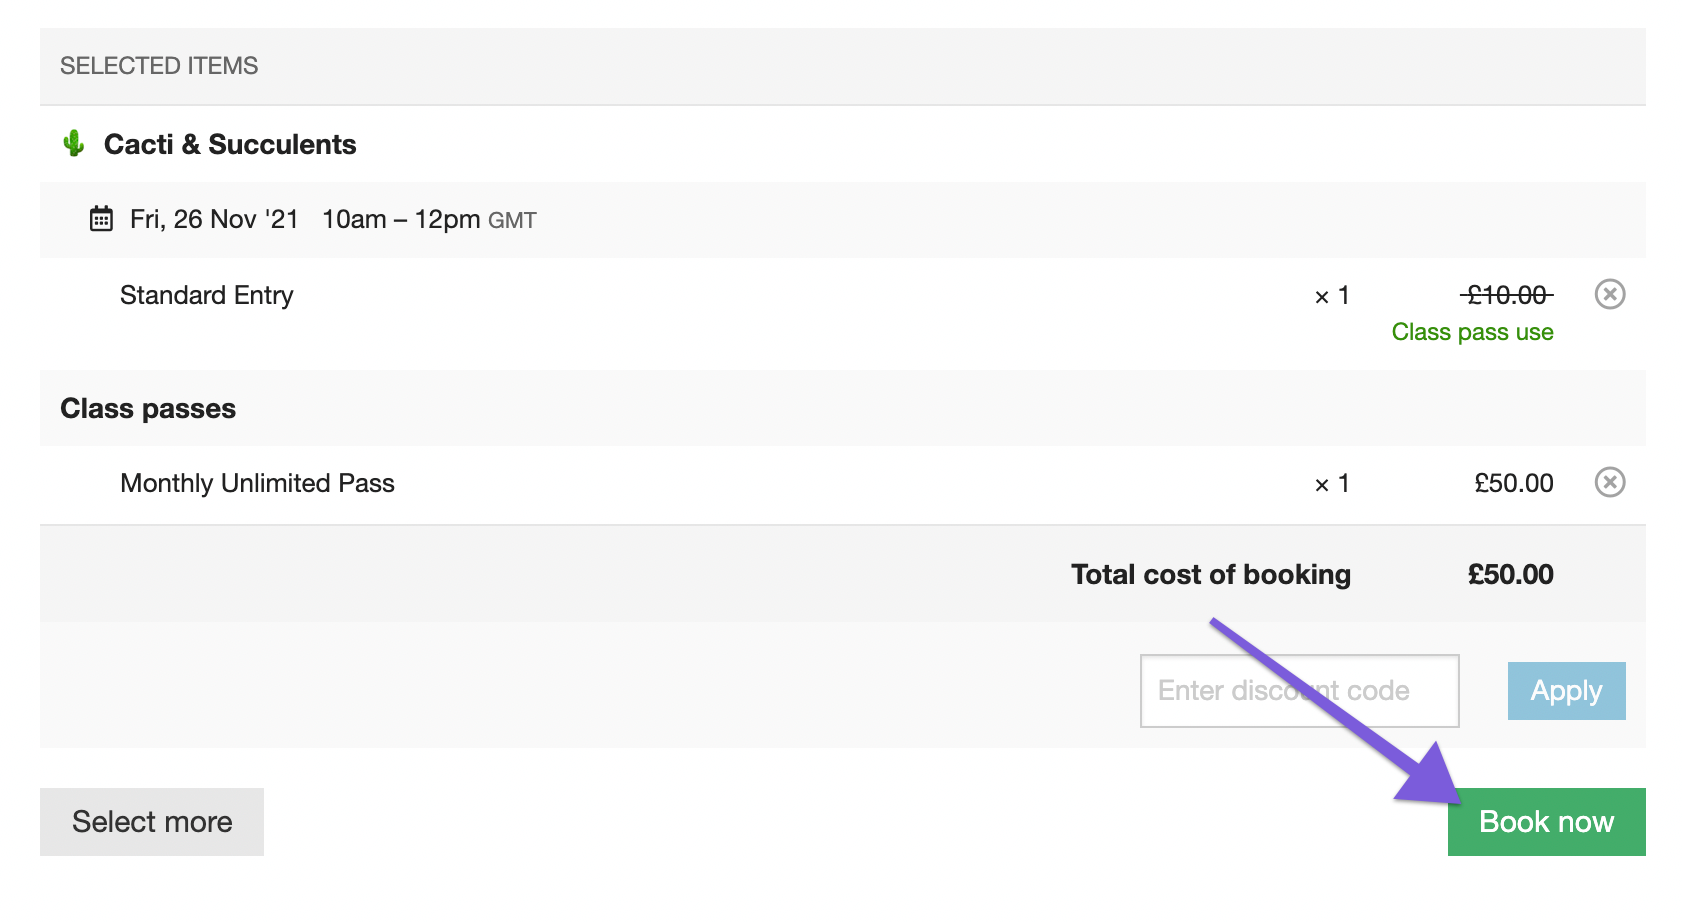 SELECTED ITEMS
Cacti & Succulents
Fri, 26 Nov '21 10am – 12pm GMT
Standard Entry × 1 £10.00
Class pass use
Class passes
Monthly Unlimited Pass × 1 £50.00
Total cost of booking £50.00
Enter discount code Apply
Select more Book now